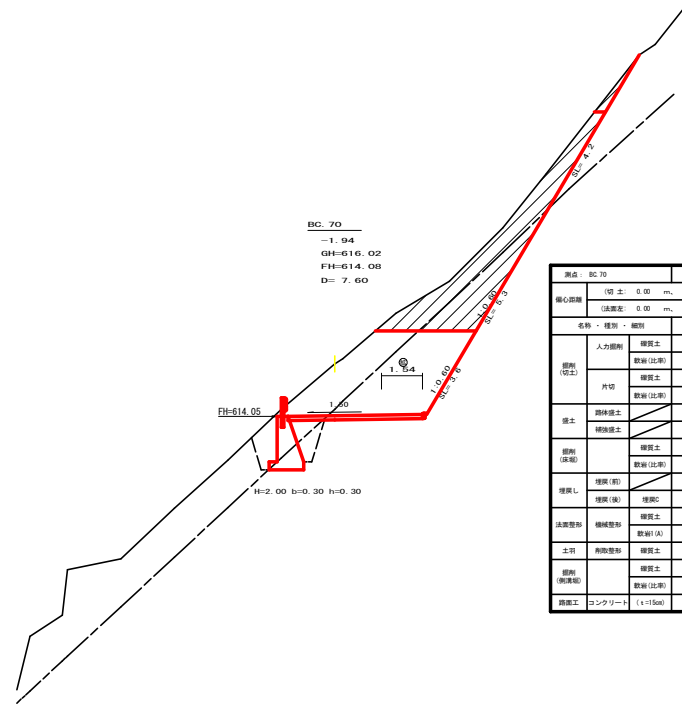 SL= 4.2
BC. 70
-1.94
GH=616.02
FH=614.08
D= 7.60
1:0.60
SL= 5.3
1.54
1:0.60
SL= 3.6
1.50
FH=614.05
H=2.00 b=0.30 h=0.30
測点: BC.70
偏心距離 (切 土: 0.00 m、
(法面左: 0.00 m、
名称 ・ 種別 ・ 細別
掘削 (切土) 人力掘削 礫質土
軟岩(比率)
片切 礫質土
軟岩(比率)
盛土 路体盛土
補強盛土
掘削 (床堀) 礫質土
軟岩(比率)
埋戻し 埋戻(前)
埋戻(後) 埋戻C
法面整形 機械整形 礫質土
軟岩Ⅰ(A)
土羽 削取整形 礫質土
掘削 (側溝堀) 礫質土
軟岩(比率)
路面工 コンクリート (t=15cm)